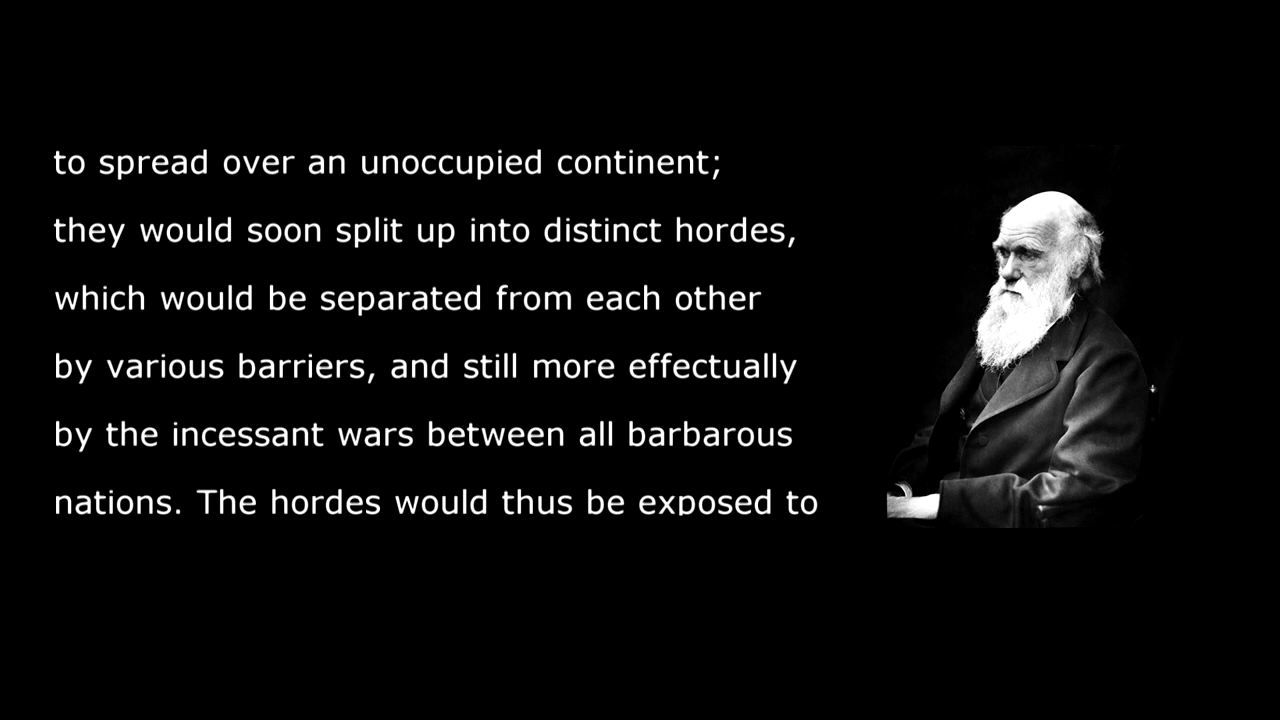 to spread over an unoccupied continent;
they would soon split up into distinct hordes,
which would be separated from each other
by various barriers, and still more effectually
by the incessant wars between all barbarous
nations. The hordes would thus be exposed to